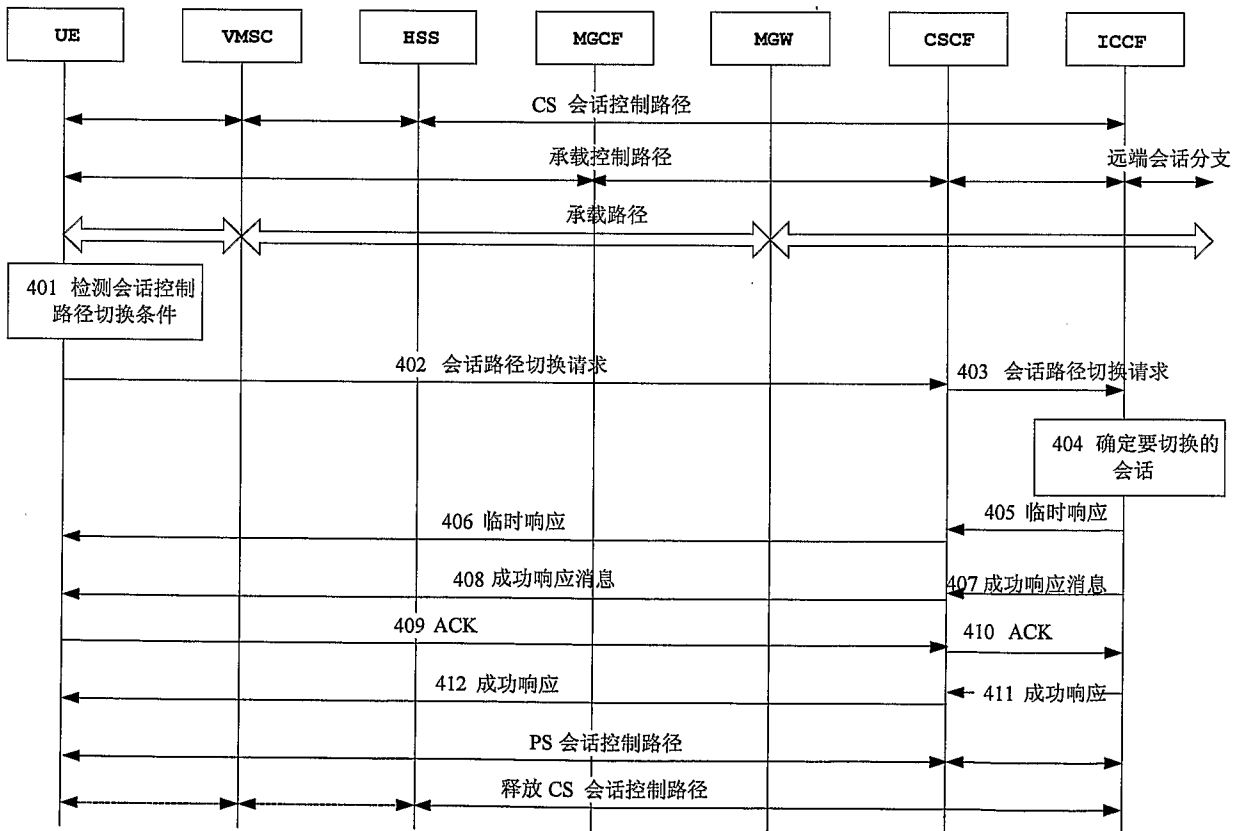 UE
VMSC
HSS
MGCF
MGW
CSCF
ICCF
CS 会话控制路径
承载控制路径
远端会话分支
承载路径
401 检测会话控制
路径切换条件
402 会话路径切换请求
403 会话路径切换请求
404 确定要切换的
会话
405 临时响应
406 临时响应
407 成功响应消息
408 成功响应消息
409 ACK
410 ACK
411 成功响应
412 成功响应
PS 会话控制路径
释放 CS 会话控制路径